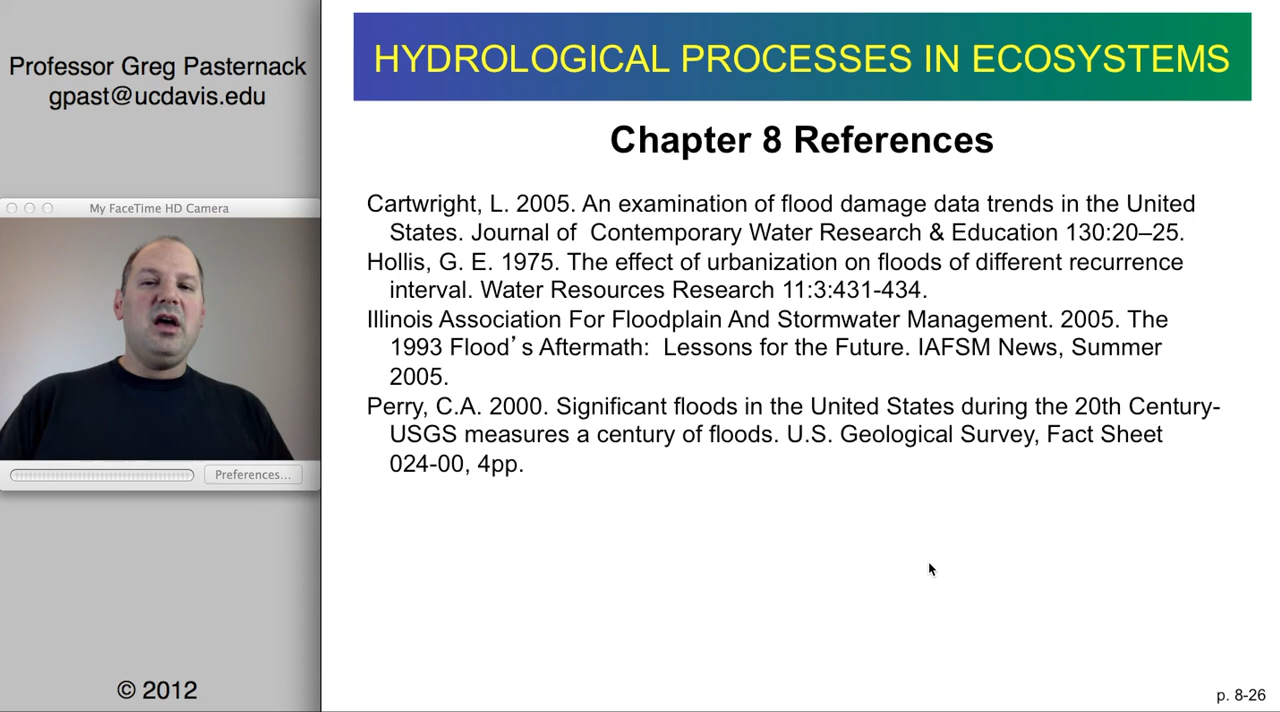 Professor Greg Pasternack
gpast@ucdavis.edu
My FaceTime HD Camera
Preferences...
© 2012
HYDROLOGICAL PROCESSES IN ECOSYSTEMS
Chapter 8 References
Cartwright, L. 2005. An examination of flood damage data trends in the United
States. Journal of  Contemporary Water Research & Education 130:20–25.
Hollis, G. E. 1975. The effect of urbanization on floods of different recurrence
interval. Water Resources Research 11:3:431-434.
Illinois Association For Floodplain And Stormwater Management. 2005. The
1993 Flood’s Aftermath:  Lessons for the Future. IAFSM News, Summer
2005.
Perry, C.A. 2000. Significant floods in the United States during the 20th Century-
USGS measures a century of floods. U.S. Geological Survey, Fact Sheet
024-00, 4pp.
p. 8-26